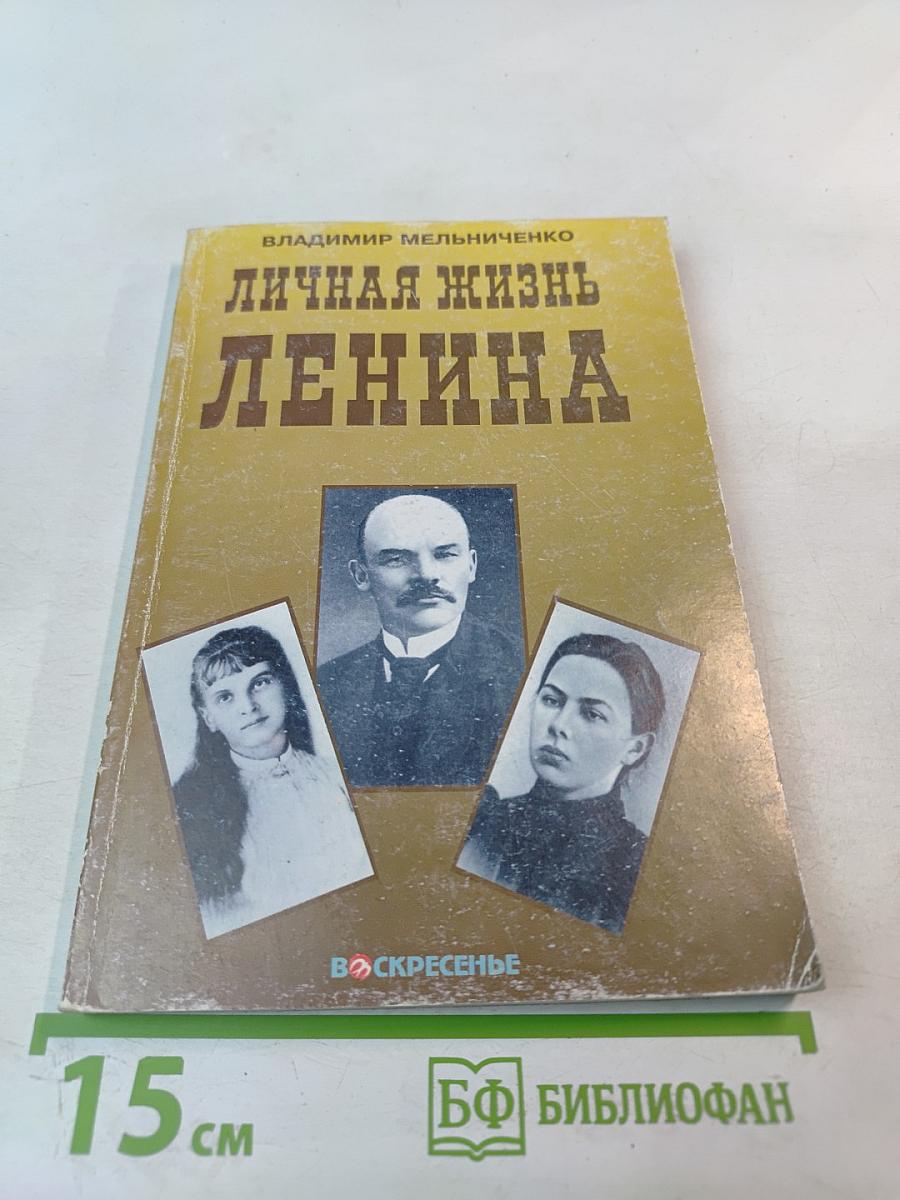 ВЛАДИМИР МЕЛЬНИЧЕНКО
ЛИЧНАЯ ЖИЗНЬ
ЛЕНИНА
ВОСКРЕСЕНЬЕ
15 см
БФ БИБЛИОФАН